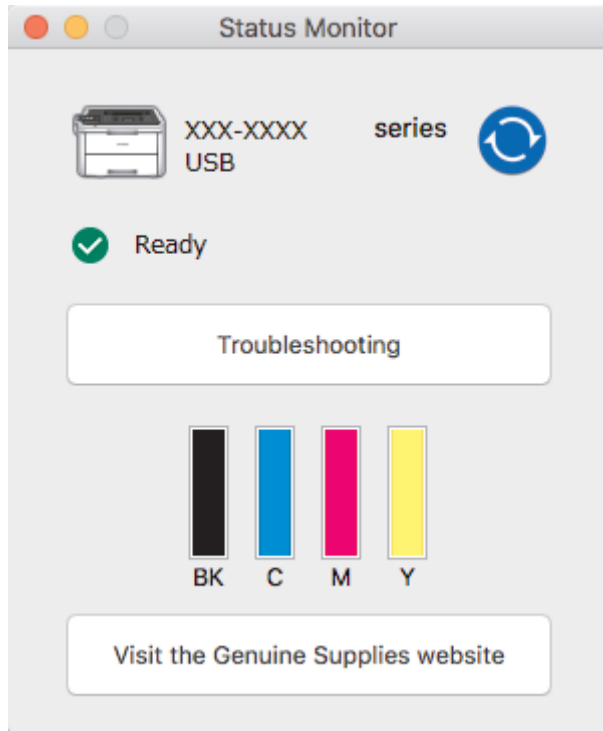 Status Monitor
XXX-XXXX series
USB
Ready
Troubleshooting
BK C M Y
Visit the Genuine Supplies website